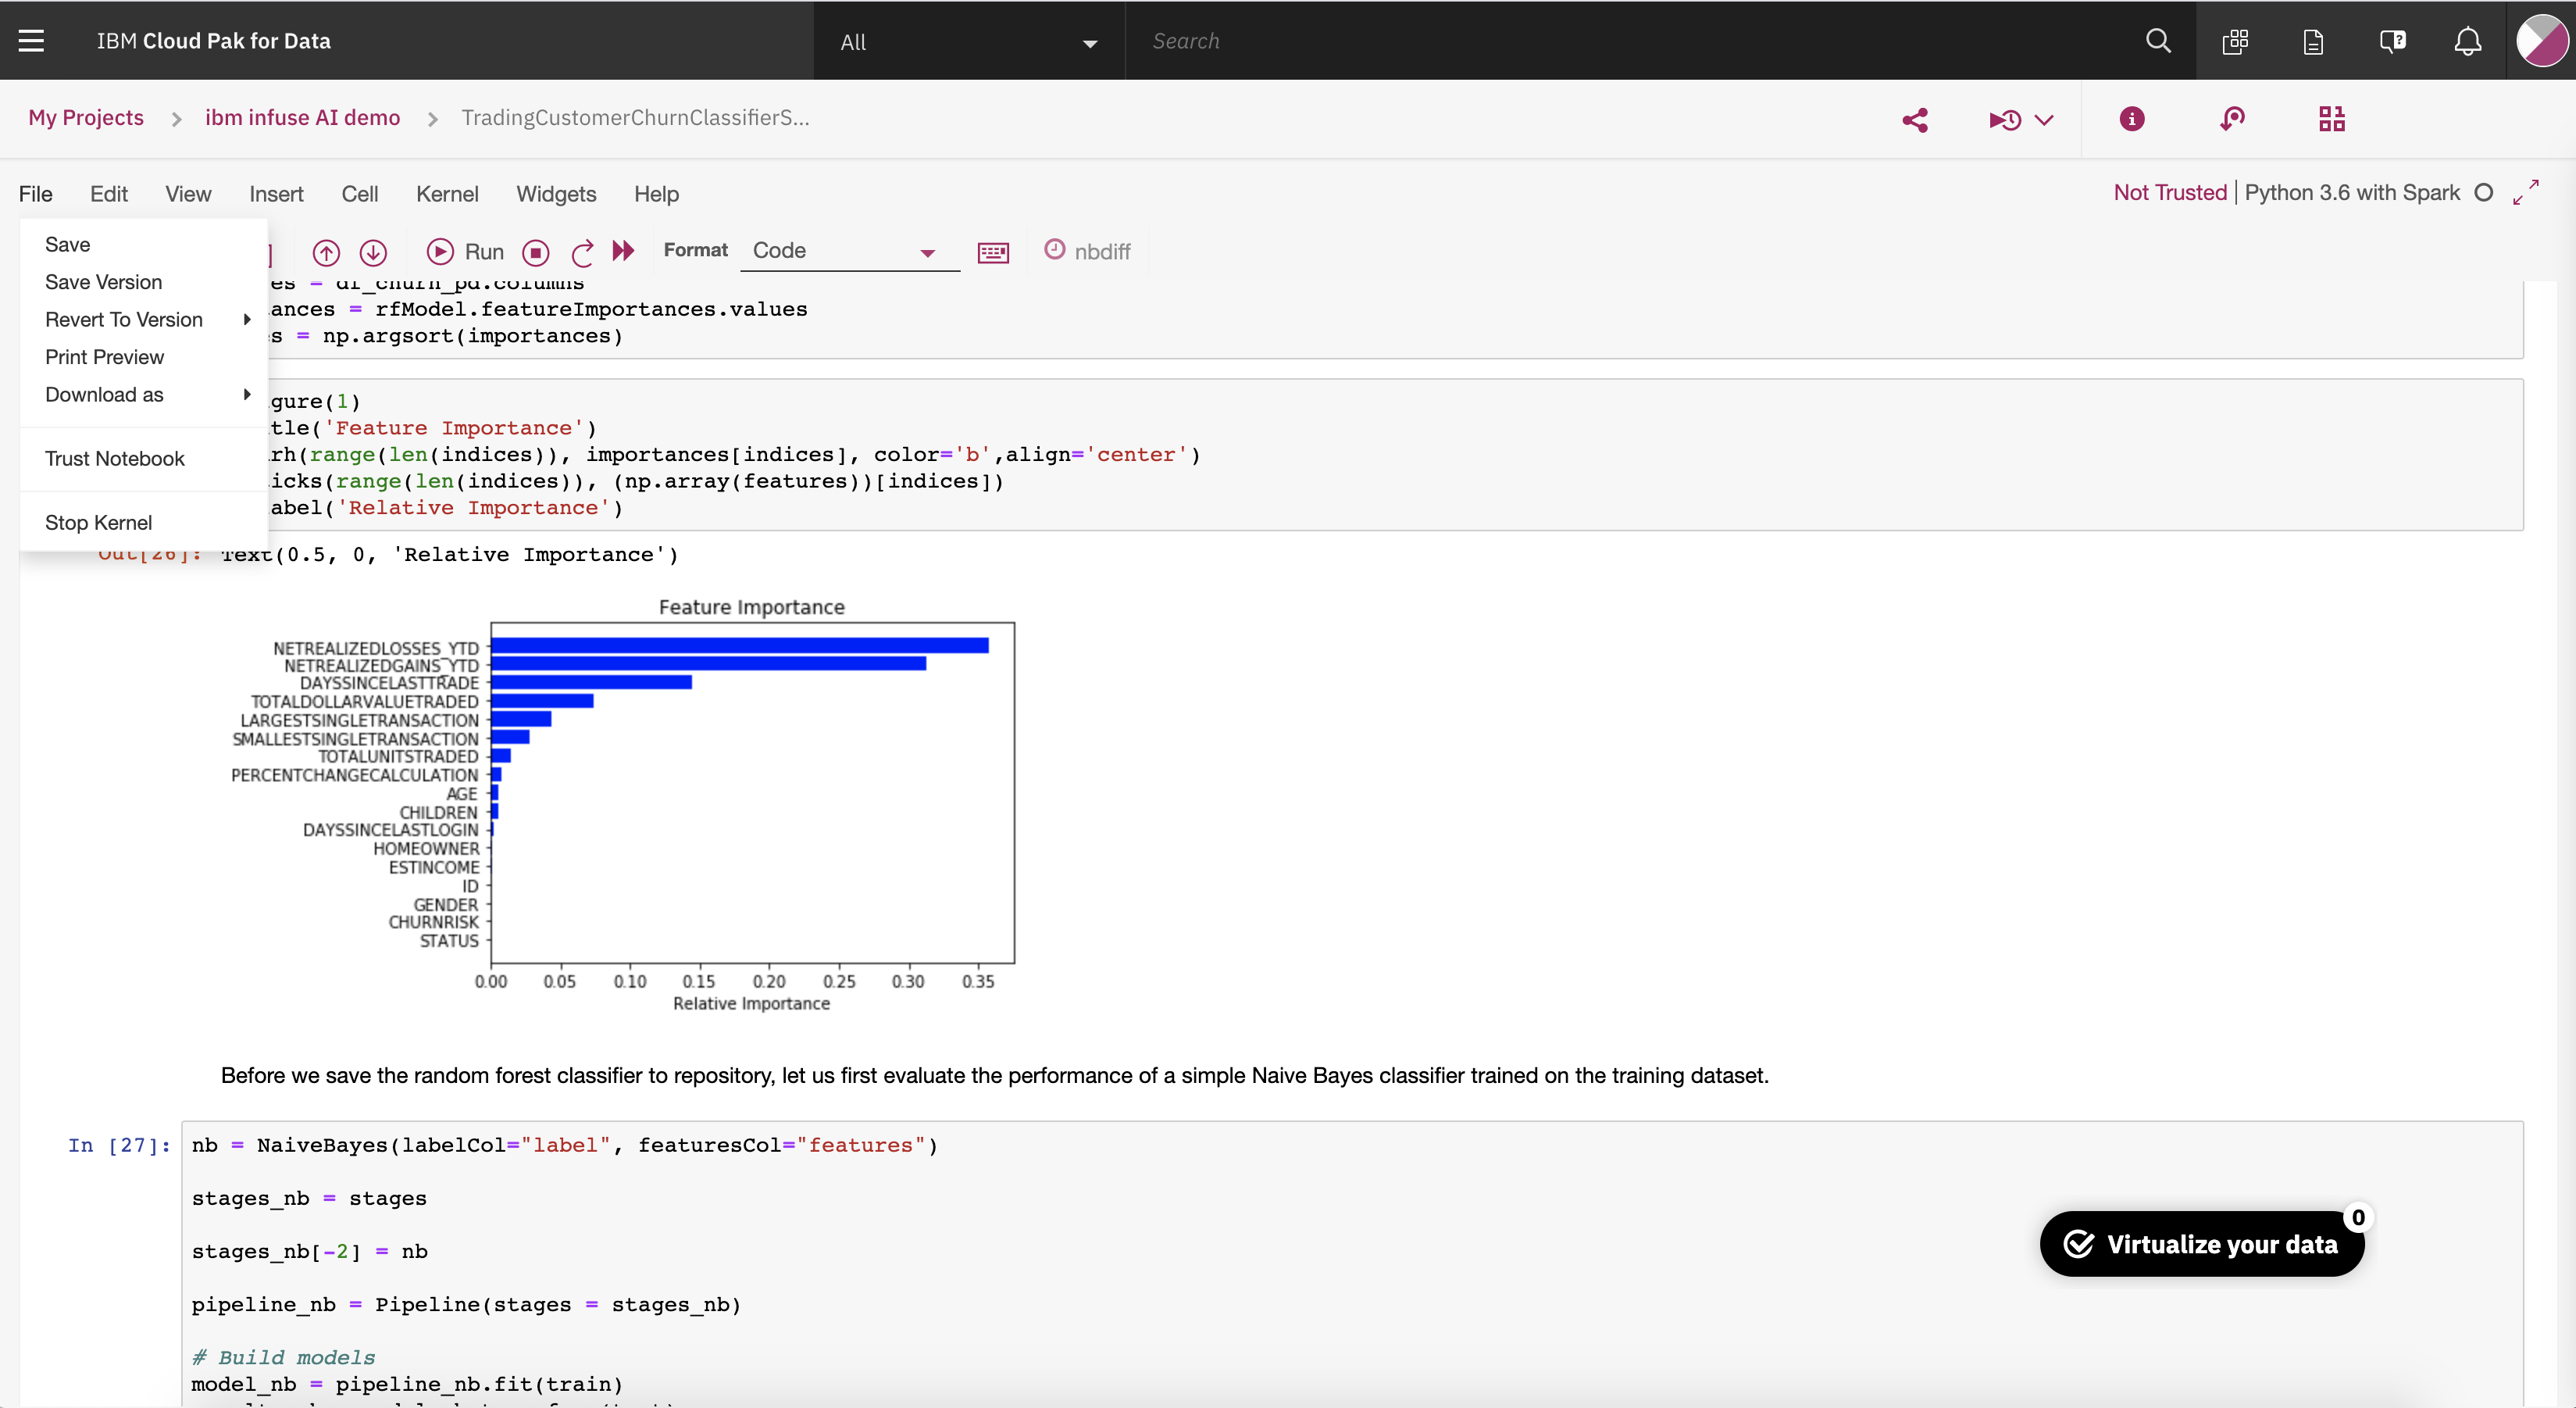 IBM Cloud Pak for Data
All
Search
My Projects > ibm infuse AI demo > TradingCustomerChurnClassifierS...
File Edit View Insert Cell Kernel Widgets Help
Not Trusted | Python 3.6 with Spark
Save
Save Version
Revert To Version
Print Preview
Download as
Trust Notebook
Stop Kernel
Run
Format
Code
nbdiff
es = df_churn_pd.columns
ances = rfModel.featureImportances.values
s = np.argsort(importances)
gure(1)
tle('Feature Importance')
rh(range(len(indices)), importances[indices], color='b',align='center')
icks(range(len(indices)), (np.array(features))[indices])
abel('Relative Importance')
Out[26]: Text(0.5, 0, 'Relative Importance')
Feature Importance
NETREALIZEDLOSSES_YTD
NETREALIZEDGAINS_YTD
DAYSSINCELASTTRADE
TOTALDOLLARVALUETRADED
LARGESTSINGLETRANSACTION
SMALLESTSINGLETRANSACTION
TOTALUNITSTRADED
PERCENTCHANGECALCULATION
AGE
CHILDREN
DAYSSINCELASTLOGIN
HOMEOWNER
ESTINCOME
ID
GENDER
CHURNRISK
STATUS
0.00 0.05 0.10 0.15 0.20 0.25 0.30 0.35
Relative Importance
Before we save the random forest classifier to repository, let us first evaluate the performance of a simple Naive Bayes classifier trained on the training dataset.
In [27]: nb = NaiveBayes(labelCol="label", featuresCol="features")
stages_nb = stages
stages_nb[-2] = nb
pipeline_nb = Pipeline(stages = stages_nb)
# Build models
model_nb = pipeline_nb.fit(train)
0
Virtualize your data